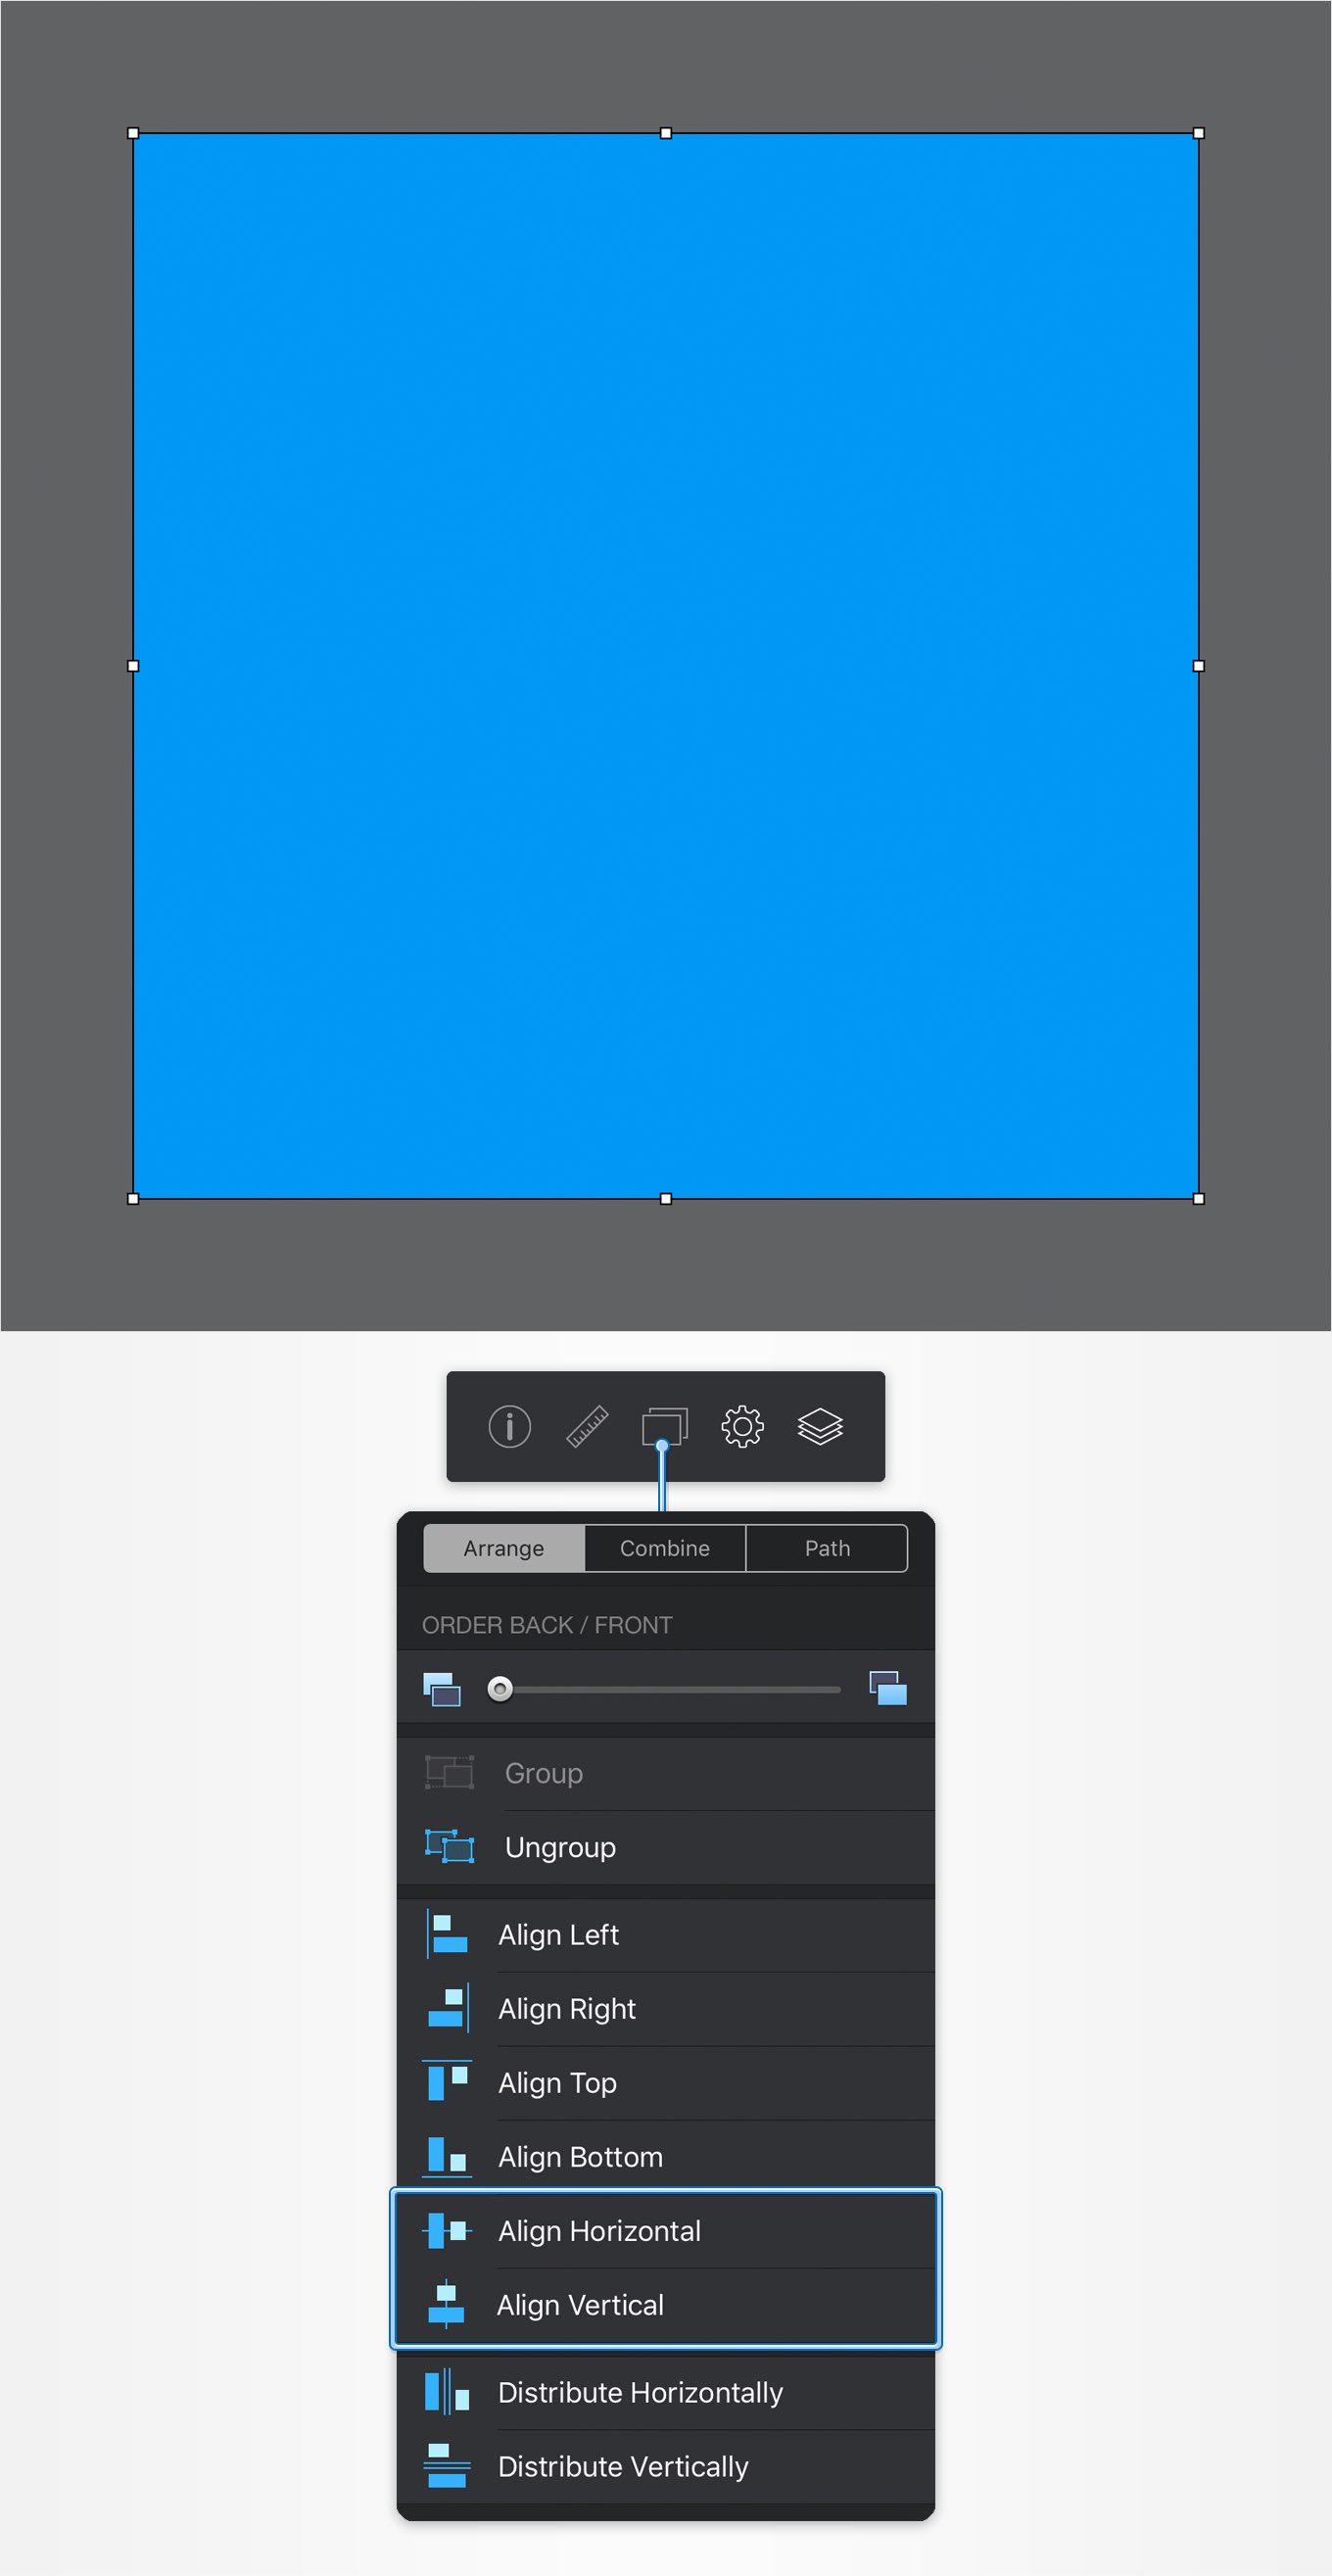 Arrange Combine Path
ORDER BACK / FRONT
Group
Ungroup
Align Left
Align Right
Align Top
Align Bottom
Align Horizontal
Align Vertical
Distribute Horizontally
Distribute Vertically